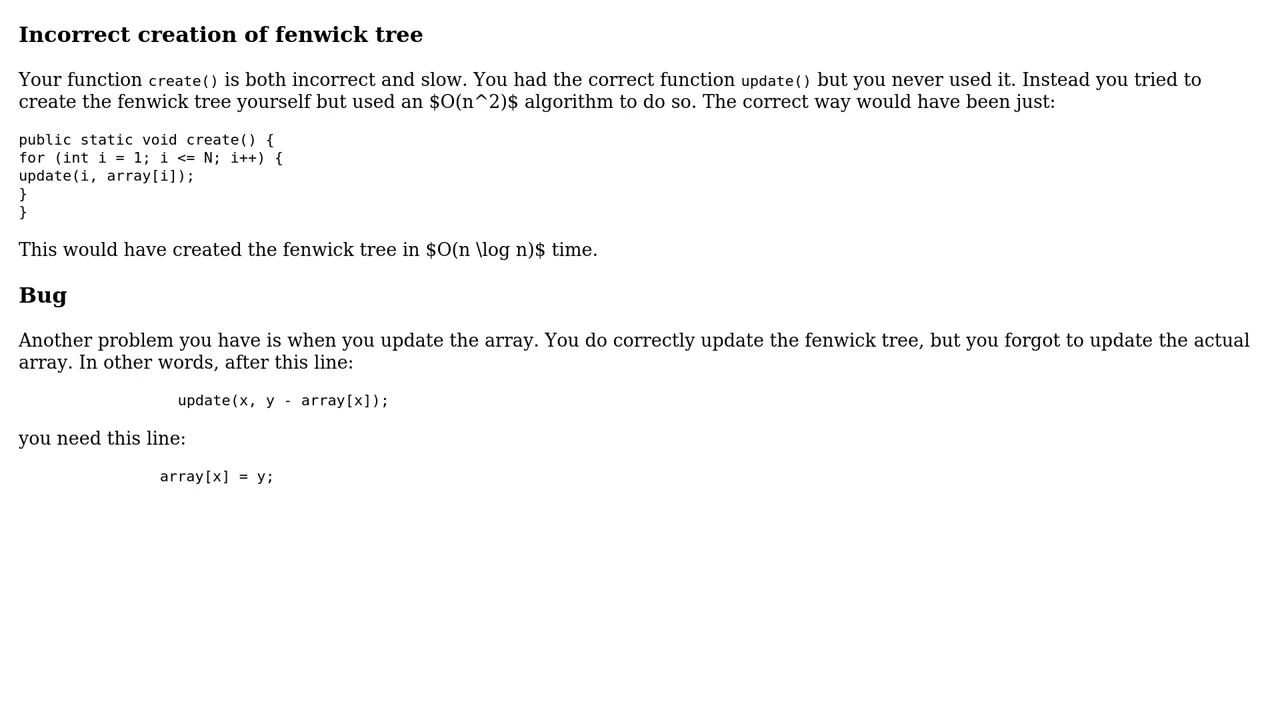 Incorrect creation of fenwick tree
Your function create() is both incorrect and slow. You had the correct function update() but you never used it. Instead you tried to
create the fenwick tree yourself but used an $O(n^2)$ algorithm to do so. The correct way would have been just:
public static void create() {
for (int i = 1; i <= N; i++) {
update(i, array[i]);
}
}
This would have created the fenwick tree in $O(n \log n)$ time.
Bug
Another problem you have is when you update the array. You do correctly update the fenwick tree, but you forgot to update the actual
array. In other words, after this line:
update(x, y - array[x]);
you need this line:
array[x] = y;